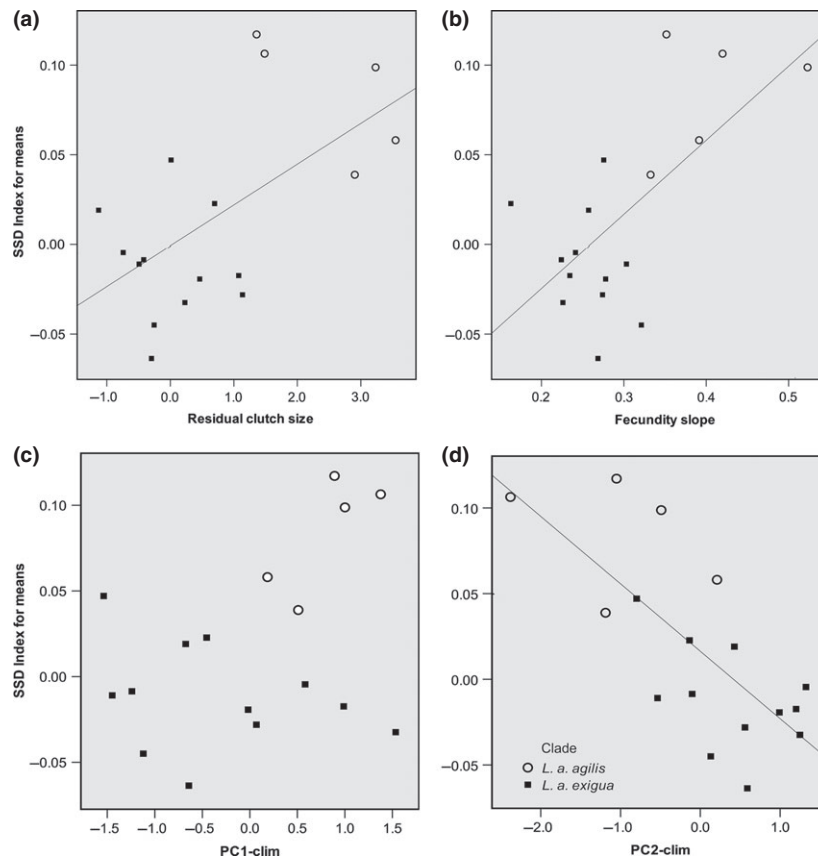 (a)
SSD Index for means
0.10
0.05
0.00
–0.05
–1.0 0.0 1.0 2.0 3.0
Residual clutch size
(b)
0.10
0.05
0.00
–0.05
0.2 0.3 0.4 0.5
Fecundity slope
(c)
SSD Index for means
0.10
0.05
0.00
–0.05
–1.5 –1.0 –0.5 0.0 0.5 1.0 1.5
PC1-clim
(d)
0.10
0.05
0.00
–0.05
–2.0 –1.0 0.0 1.0
PC2-clim
Clade
L. a. agilis
L. a. exigua